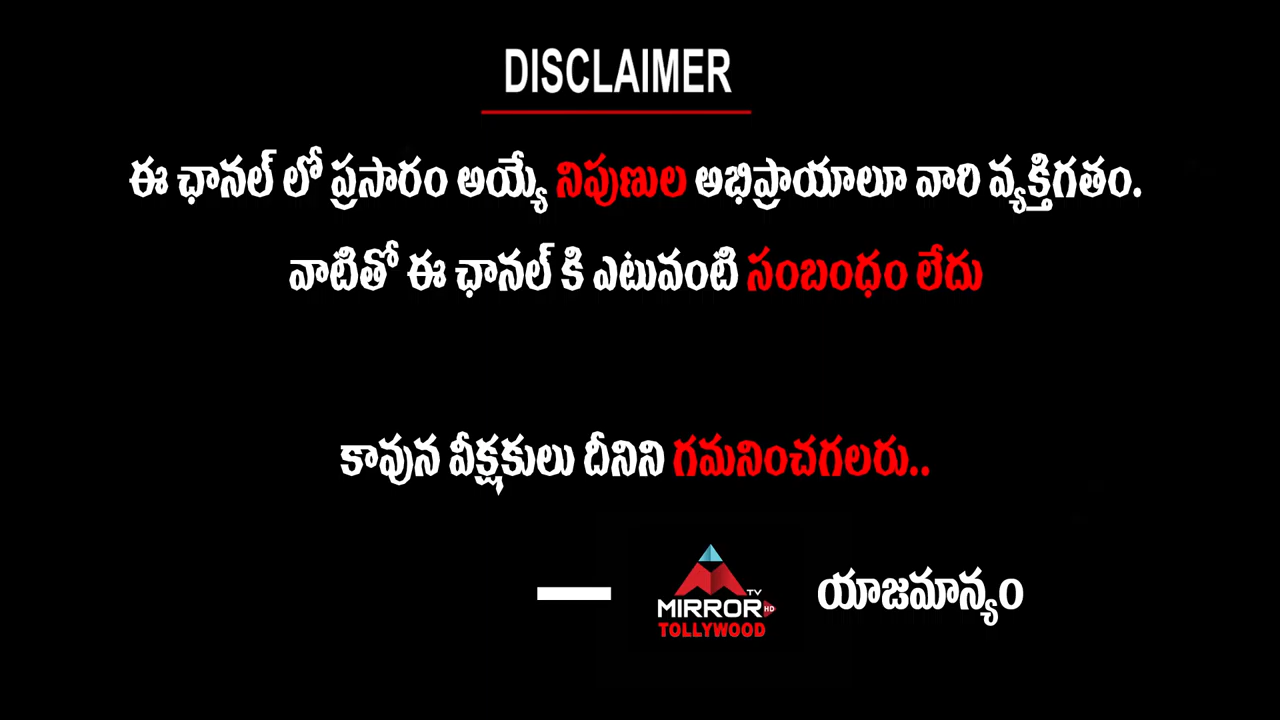 DISCLAIMER
ఈ ఛానల్ లో ప్రసారం అయ్యే నిపుణుల అభిప్రాయాలూ వారి వ్యక్తిగతం.
వాటితో ఈ ఛానల్ కి ఎటువంటి సంబంధం లేదు
కావున వీక్షకులు దీనిని గమనించగలరు..
— MIRROR TV HD TOLLYWOOD యాజమాన్యం